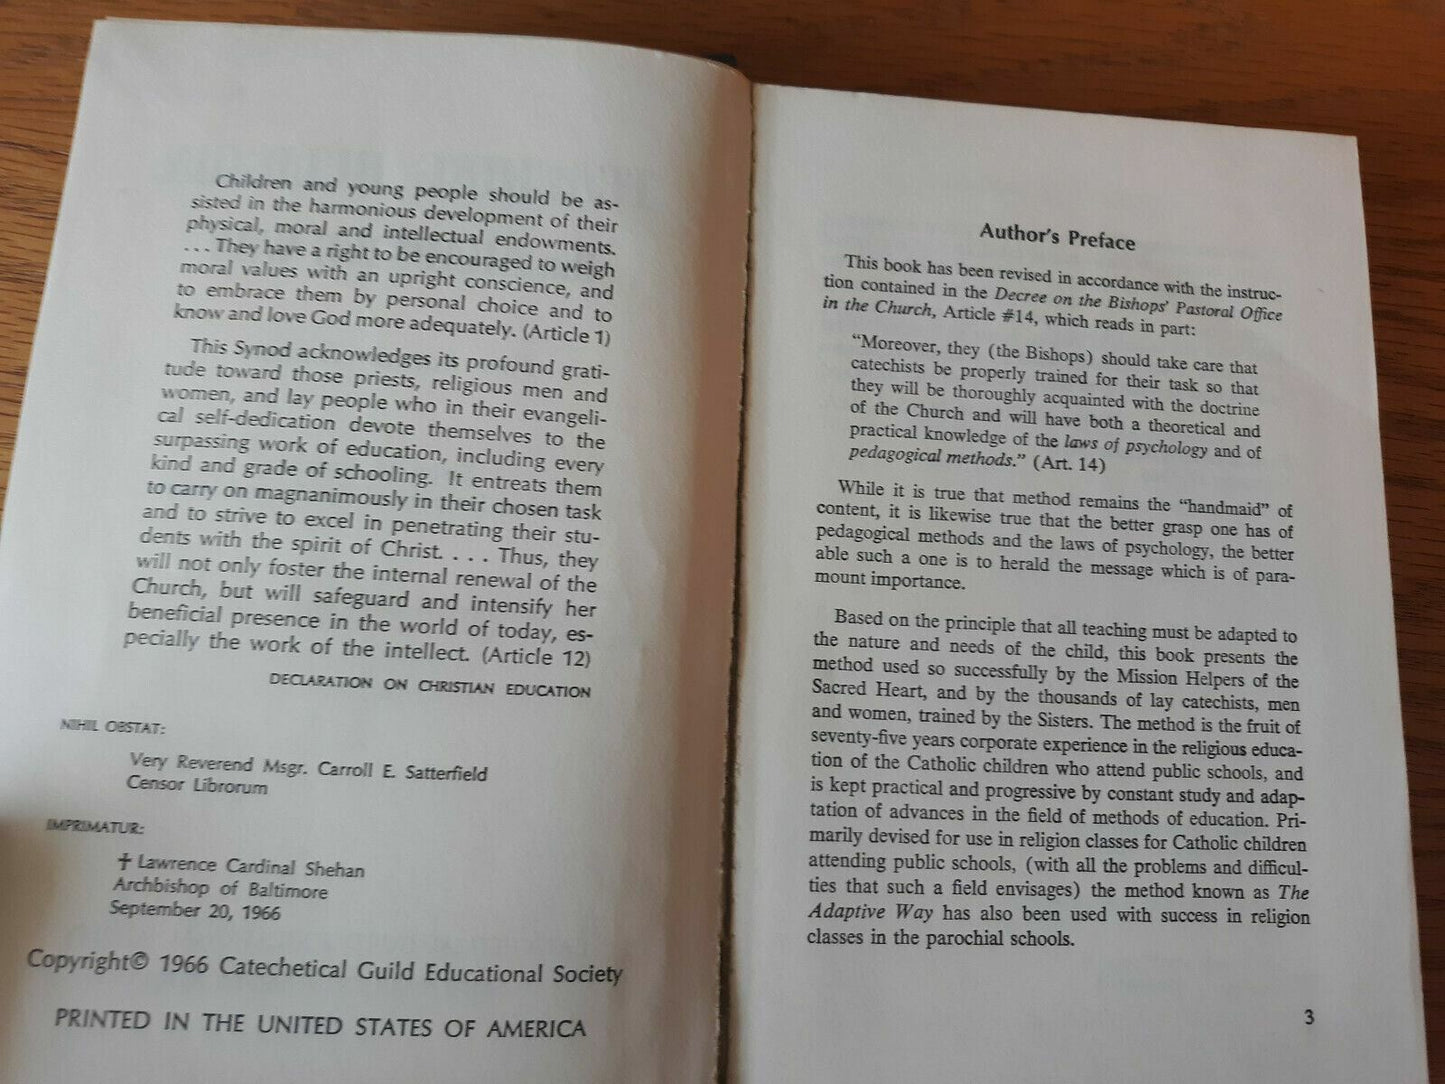 Children and young people should be as-
sisted in the harmonious development of their
physical, moral and intellectual endowments.
. . . They have a right to be encouraged to weigh
moral values with an upright conscience, and
to embrace them by personal choice and to
know and love God more adequately. (Article 1)
This Synod acknowledges its profound grati-
tude toward those priests, religious men and
women, and lay people who in their evangeli-
cal self-dedication devote themselves to the
surpassing work of education, including every
kind and grade of schooling. It entreats them
to carry on magnanimously in their chosen task
and to strive to excel in penetrating their stu-
dents with the spirit of Christ. . . . Thus, they
will not only foster the internal renewal of the
Church, but will safeguard and intensify her
beneficial presence in the world of today, es-
pecially the work of the intellect. (Article 12)
DECLARATION ON CHRISTIAN EDUCATION
NIHIL OBSTAT:
Very Reverend Msgr. Carroll E. Satterfield
Censor Librorum
IMPRIMATUR:
✝ Lawrence Cardinal Shehan
Archbishop of Baltimore
September 20, 1966
Copyright© 1966 Catechetical Guild Educational Society
PRINTED IN THE UNITED STATES OF AMERICA
Author's Preface
This book has been revised in accordance with the instruc-
tion contained in the Decree on the Bishops' Pastoral Office
in the Church, Article #14, which reads in part:
"Moreover, they (the Bishops) should take care that
catechists be properly trained for their task so that
they will be thoroughly acquainted with the doctrine
of the Church and will have both a theoretical and
practical knowledge of the laws of psychology and of
pedagogical methods." (Art. 14)
While it is true that method remains the "handmaid" of
content, it is likewise true that the better grasp one has of
pedagogical methods and the laws of psychology, the better
able such a one is to herald the message which is of para-
mount importance.
Based on the principle that all teaching must be adapted to
the nature and needs of the child, this book presents the
method used so successfully by the Mission Helpers of the
Sacred Heart, and by the thousands of lay catechists, men
and women, trained by the Sisters. The method is the fruit of
seventy-five years corporate experience in the religious educa-
tion of the Catholic children who attend public schools, and
is kept practical and progressive by constant study and adap-
tation of advances in the field of methods of education. Pri-
marily devised for use in religion classes for Catholic children
attending public schools, (with all the problems and difficul-
ties that such a field envisages) the method known as The
Adaptive Way has also been used with success in religion
classes in the parochial schools.
3